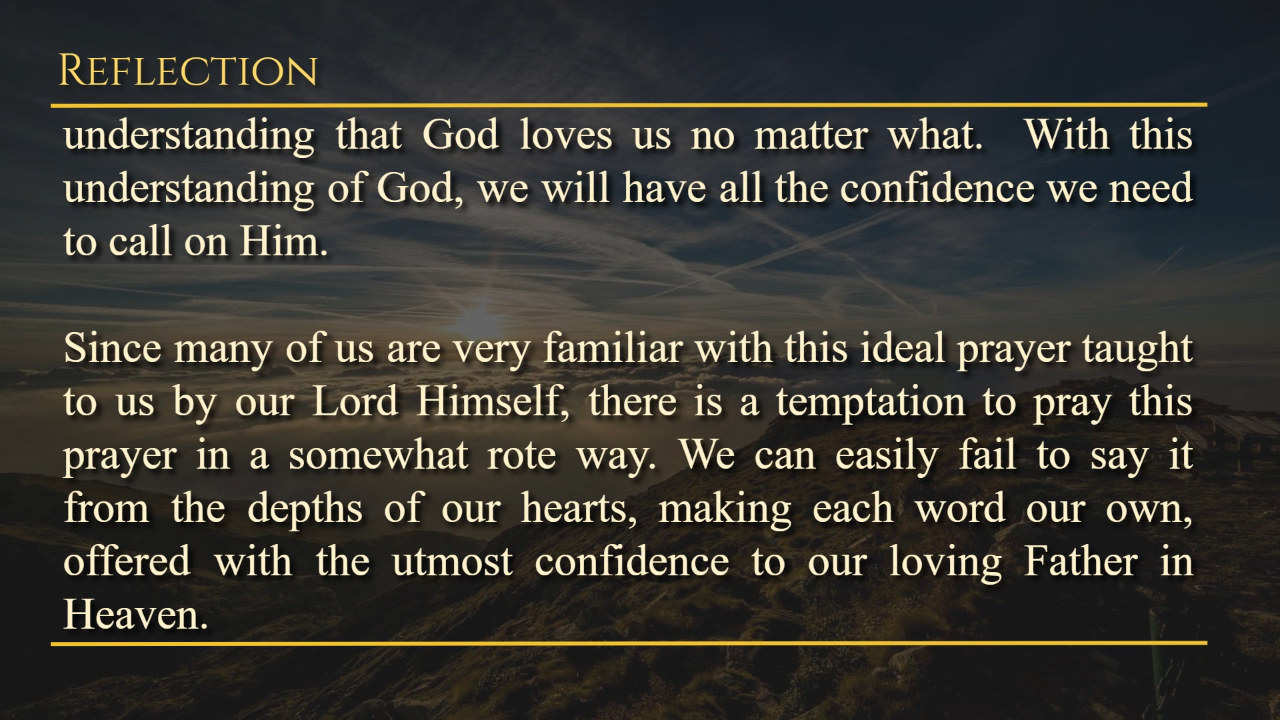 Reflection
understanding that God loves us no matter what.  With this
understanding of God, we will have all the confidence we need
to call on Him.
Since many of us are very familiar with this ideal prayer taught
to us by our Lord Himself, there is a temptation to pray this
prayer in a somewhat rote way. We can easily fail to say it
from the depths of our hearts, making each word our own,
offered with the utmost confidence to our loving Father in
Heaven.